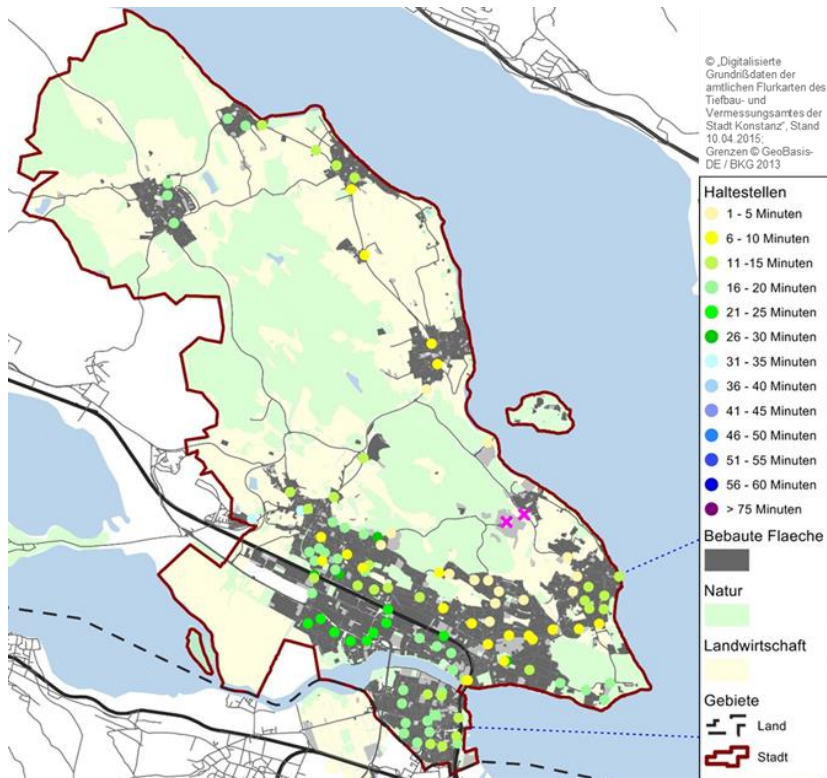 © „Digitalisierte
Grundrißdaten der
amtlichen Flurkarten des
Tiefbau- und
Vermessungsamtes der
Stadt Konstanz“, Stand
10.04.2015;
Grenzen © GeoBasis-
DE / BKG 2013
Haltestellen
1 - 5 Minuten
6 - 10 Minuten
11 -15 Minuten
16 - 20 Minuten
21 - 25 Minuten
26 - 30 Minuten
31 - 35 Minuten
36 - 40 Minuten
41 - 45 Minuten
46 - 50 Minuten
51 - 55 Minuten
56 - 60 Minuten
> 75 Minuten
Bebaute Flaeche
Natur
Landwirtschaft
Gebiete
Land
Stadt